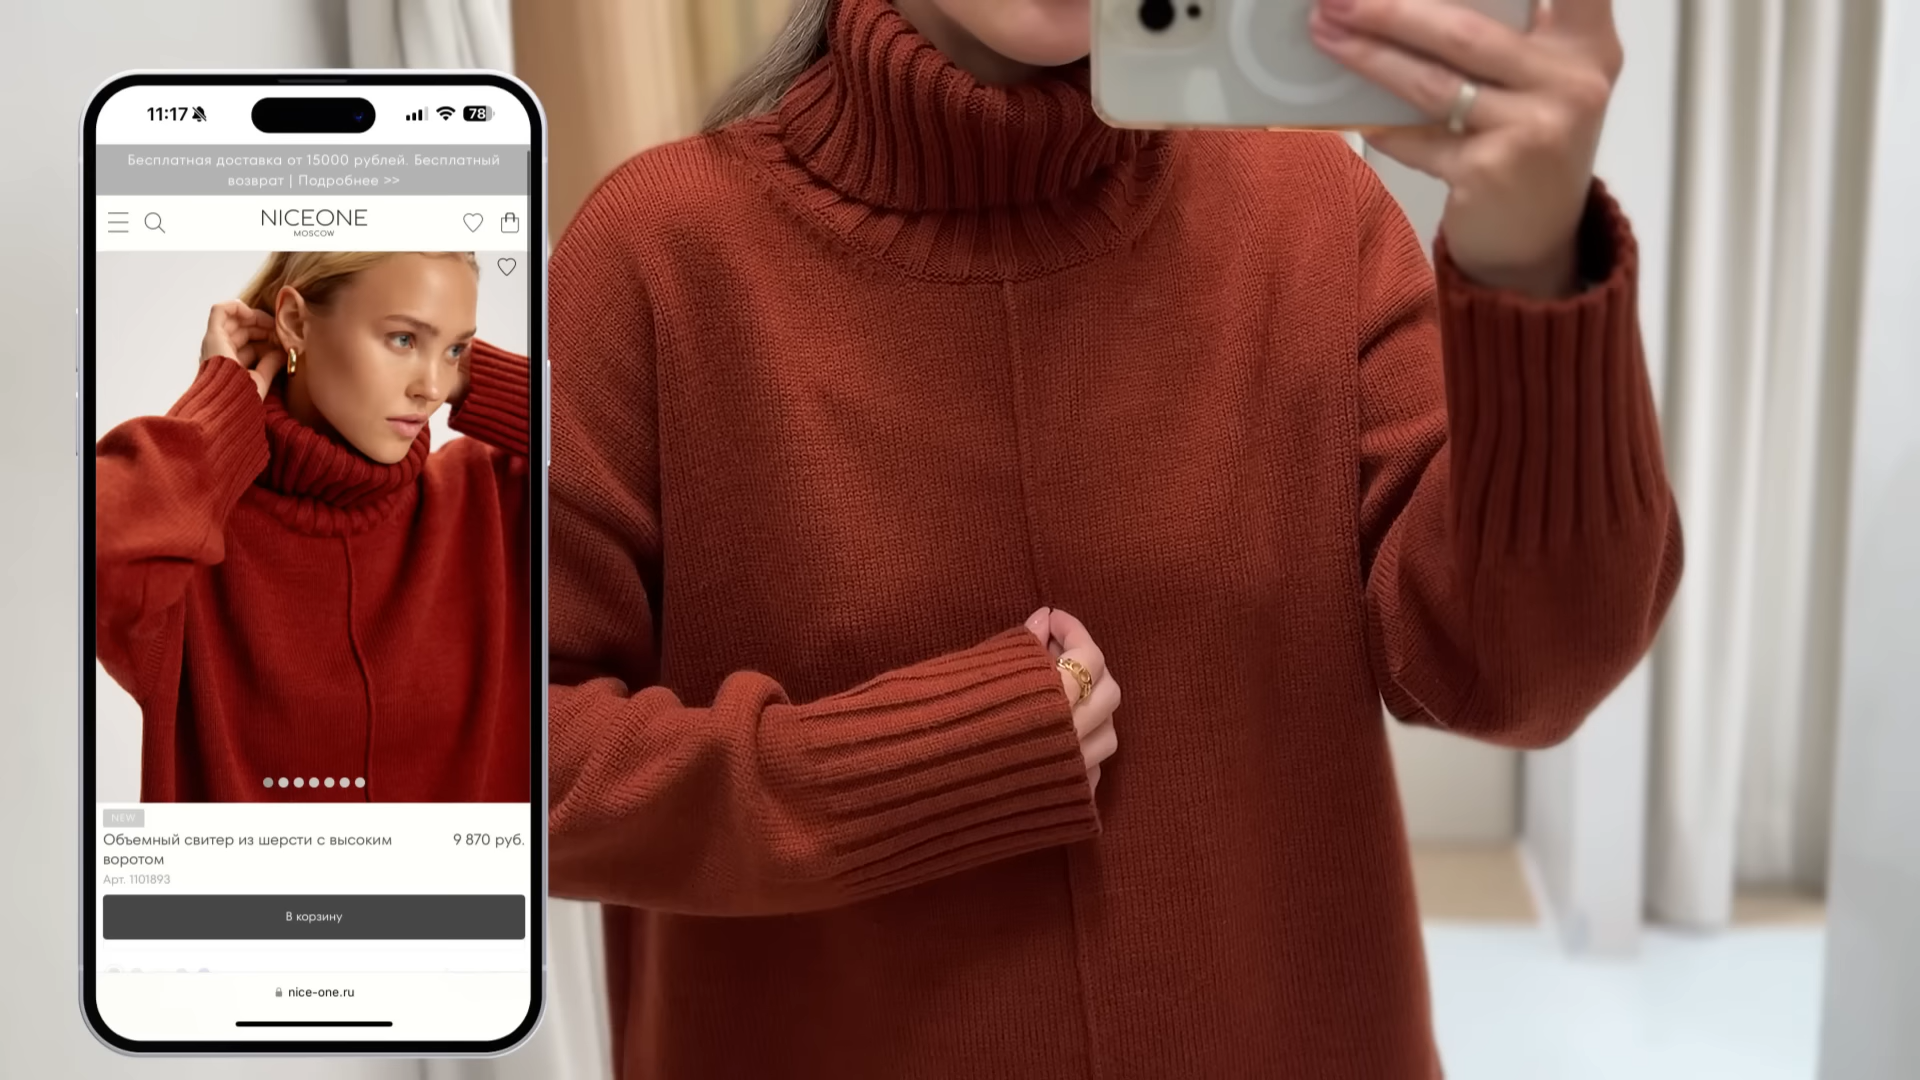 11:17
78
Бесплатная доставка от 15000 рублей. Бесплатный
возврат | Подробнее >>
NICEONE
MOSCOW
NEW
Объемный свитер из шерсти с высоким
воротом
9 870 руб.
Арт. 1101893
В корзину
nice-one.ru